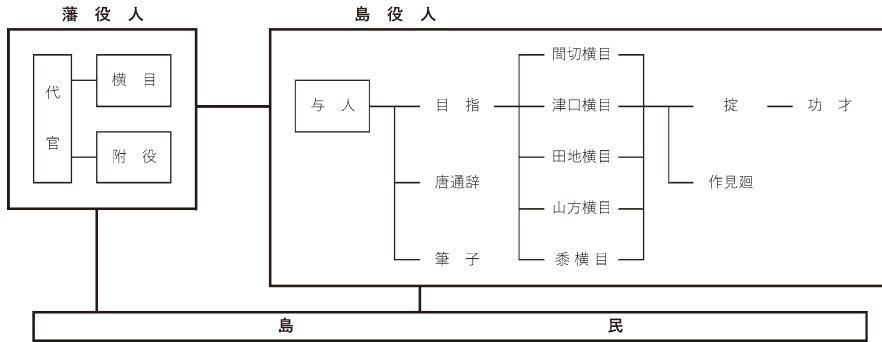 藩役人
島役人
代官
横目
附役
与人
目指
唐通辞
筆子
間切横目
津口横目
田地横目
山方横目
黍横目
掟
功才
作見廻
島民